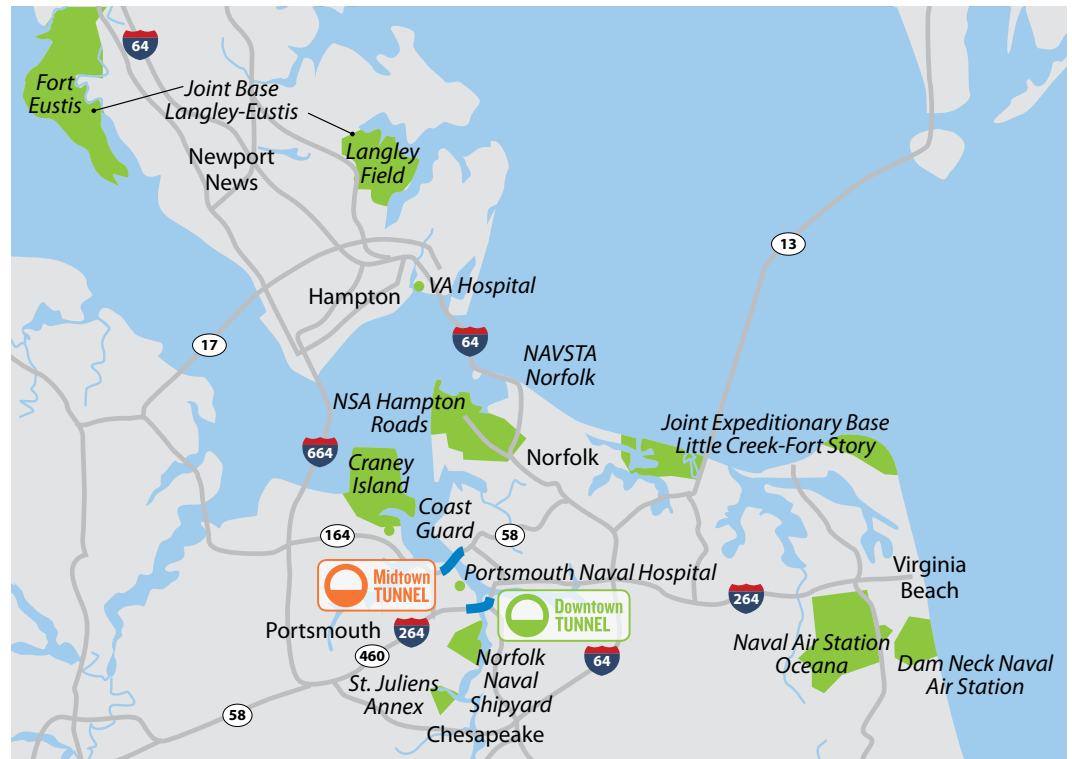 64
Fort
Eustis
Joint Base
Langley-Eustis
Newport
News
Langley
Field
13
VA Hospital
Hampton
17
64
NAVSTA
Norfolk
NSA Hampton
Roads
Joint Expeditionary Base
Little Creek-Fort Story
664
Norfolk
Craney
Island
Coast
Guard
164
58
Midtown
TUNNEL
Portsmouth Naval Hospital
Virginia
Beach
264
Downtown
TUNNEL
Portsmouth
264
460
Naval Air Station
Oceana
Dam Neck Naval
Air Station
Norfolk
Naval
Shipyard
64
St. Juliens
Annex
58
Chesapeake